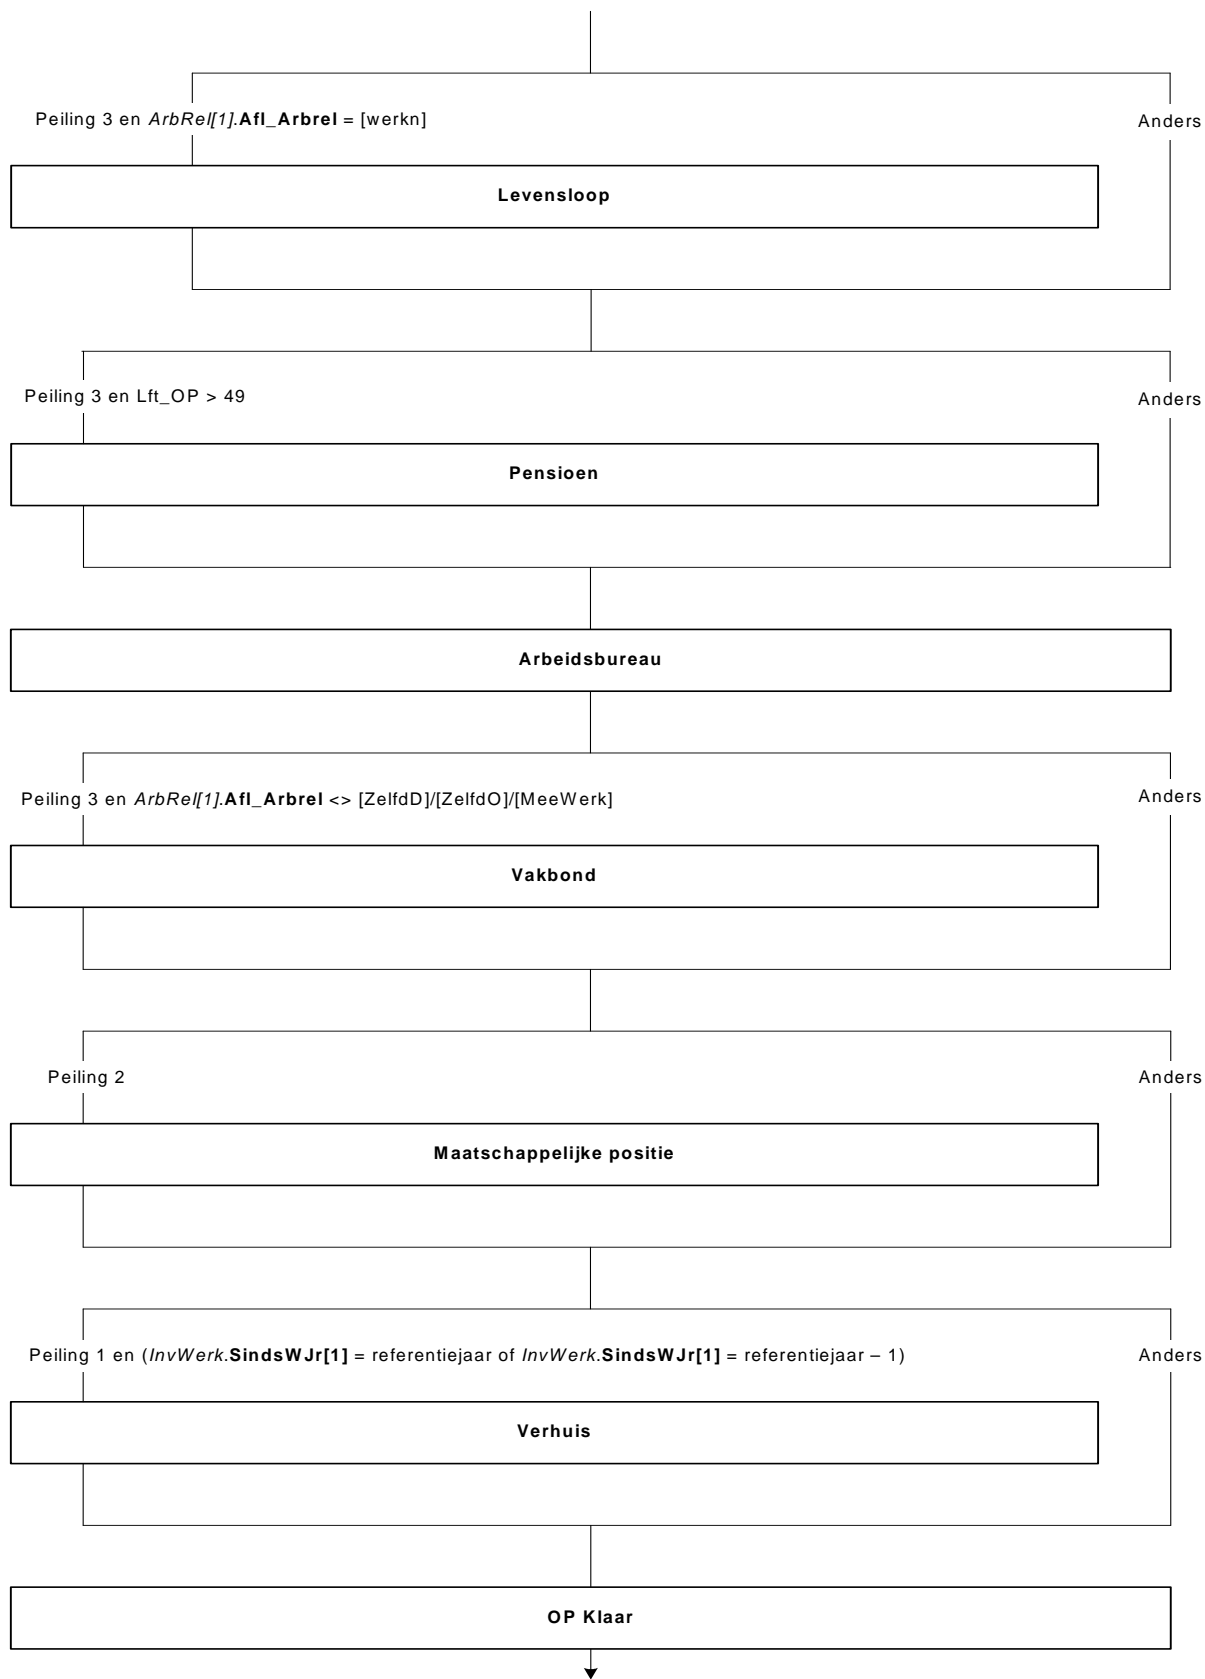 Peiling 3 en ArbRel[1].Afl_Arbrel = [werkn]
Anders
Levensloop
Peiling 3 en Lft_OP > 49
Anders
Pensioen
Arbeidsbureau
Peiling 3 en ArbRel[1].Afl_Arbrel <> [ZelfdD]/[ZelfdO]/[MeeWerk]
Anders
Vakbond
Peiling 2
Anders
Maatschappelijke positie
Peiling 1 en (InvWerk.SindsWJr[1] = referentiejaar of InvWerk.SindsWJr[1] = referentiejaar – 1)
Anders
Verhuis
OP Klaar